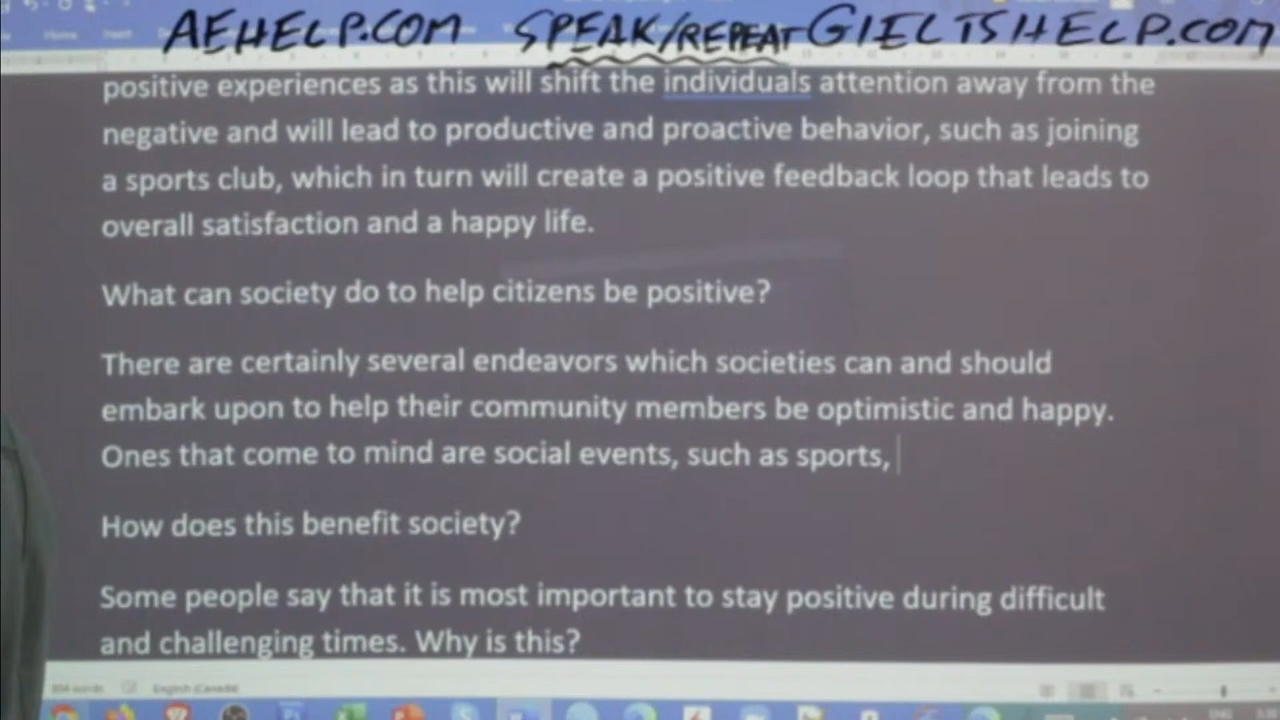 AEHELP.COM SPEAK/REPEAT GIELTSHELP.COM
Home Insert
positive experiences as this will shift the individuals attention away from the
negative and will lead to productive and proactive behavior, such as joining
a sports club, which in turn will create a positive feedback loop that leads to
overall satisfaction and a happy life.
What can society do to help citizens be positive?
There are certainly several endeavors which societies can and should
embark upon to help their community members be optimistic and happy.
Ones that come to mind are social events, such as sports,
How does this benefit society?
Some people say that it is most important to stay positive during difficult
and challenging times. Why is this?
words English (Canada)